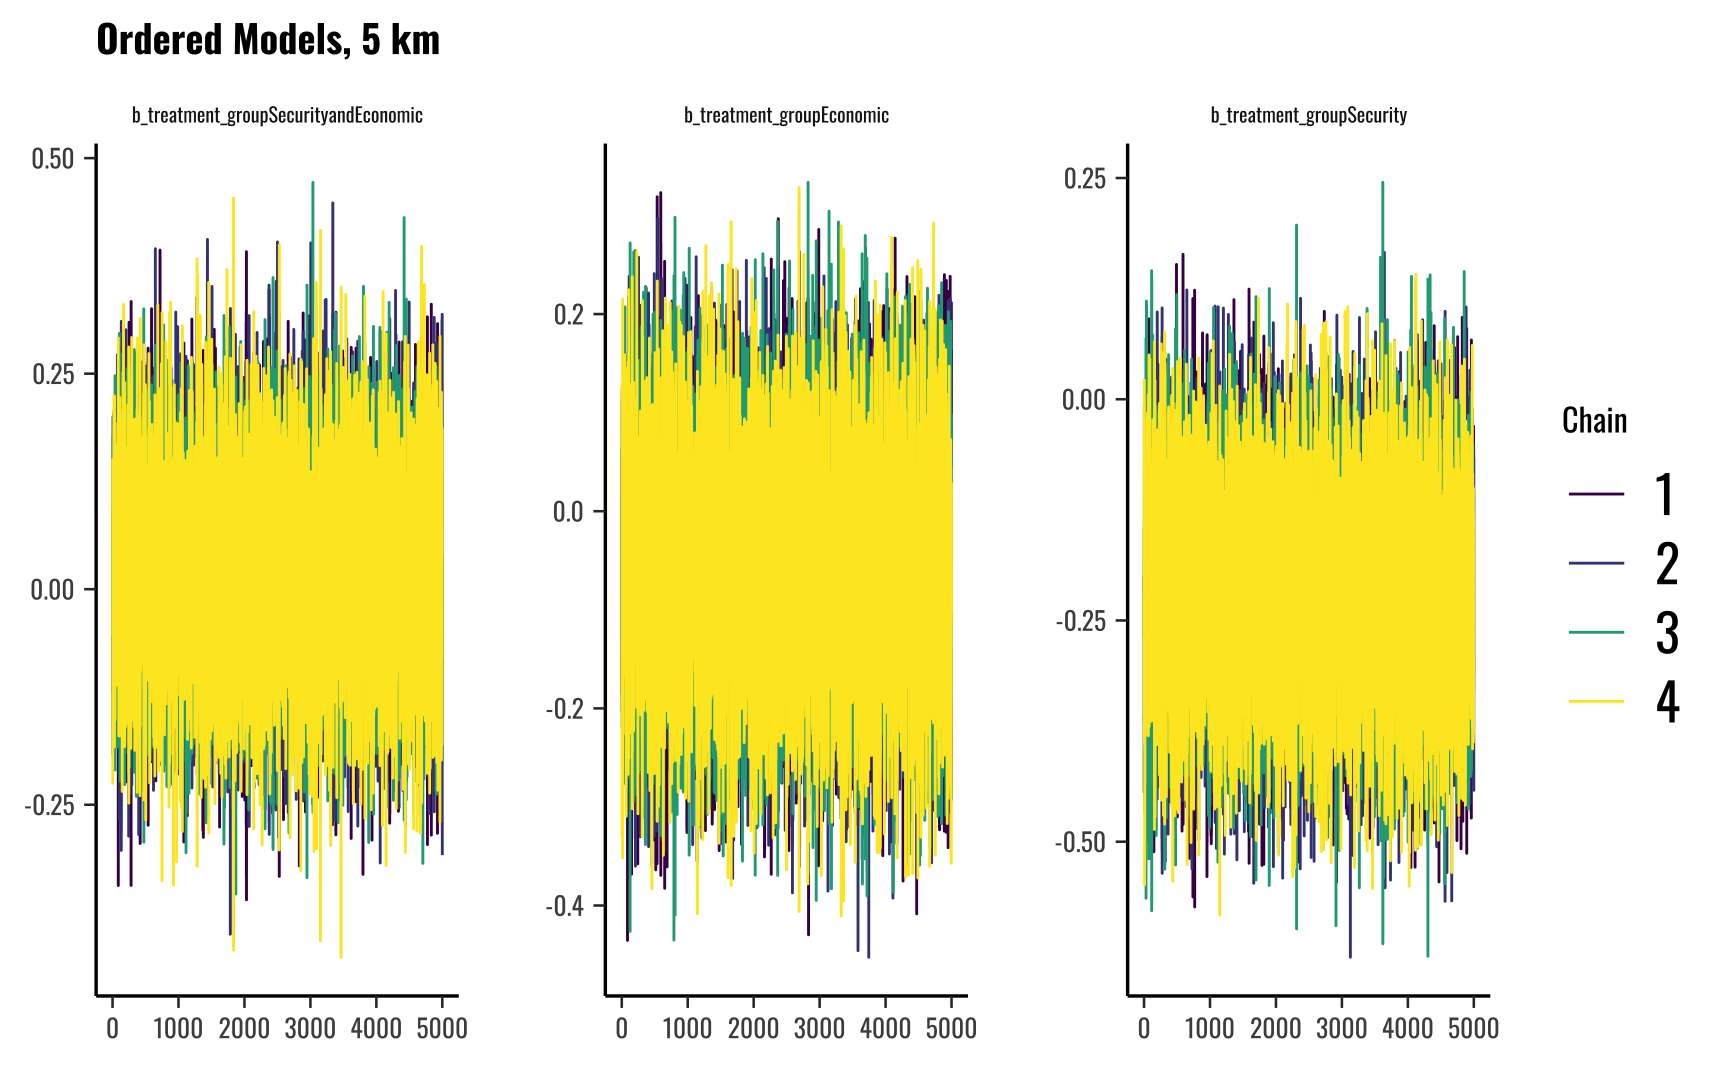 Ordered Models, 5 km
b_treatment_groupSecurityandEconomic
b_treatment_groupEconomic
b_treatment_groupSecurity
0.50
0.25
0.00
-0.25
0 1000 2000 3000 4000 5000
0.2
0.0
-0.2
-0.4
0 1000 2000 3000 4000 5000
0.25
0.00
-0.25
-0.50
0 1000 2000 3000 4000 5000
Chain
1
2
3
4